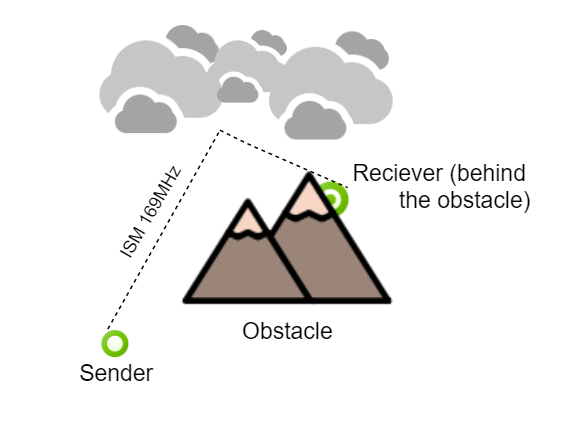 Reciever (behind
the obstacle)
ISM 169MHz
Obstacle
Sender